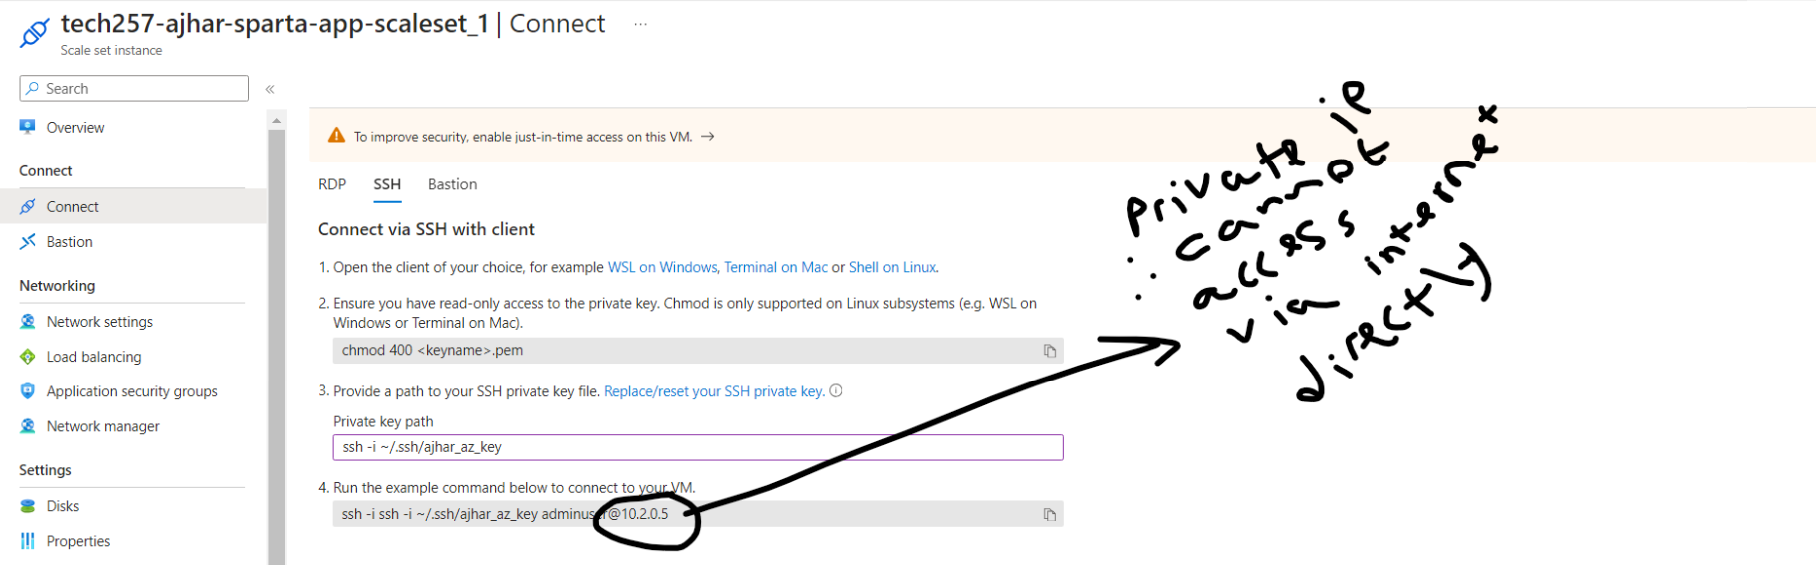 tech257-ajhar-sparta-app-scaleset_1 | Connect ...
Scale set instance
Search «
Overview
Connect
Connect
Bastion
Networking
Network settings
Load balancing
Application security groups
Network manager
Settings
Disks
Properties
To improve security, enable just-in-time access on this VM. →
RDP SSH Bastion
Connect via SSH with client
1. Open the client of your choice, for example WSL on Windows, Terminal on Mac or Shell on Linux.
2. Ensure you have read-only access to the private key. Chmod is only supported on Linux subsystems (e.g. WSL on
Windows or Terminal on Mac).
chmod 400 <keyname>.pem
3. Provide a path to your SSH private key file. Replace/reset your SSH private key.
Private key path
ssh -i ~/.ssh/ajhar_az_key
4. Run the example command below to connect to your VM.
ssh -i ssh -i ~/.ssh/ajhar_az_key adminuser@10.2.0.5
private ip
∴ cannot
access
via internet
directly